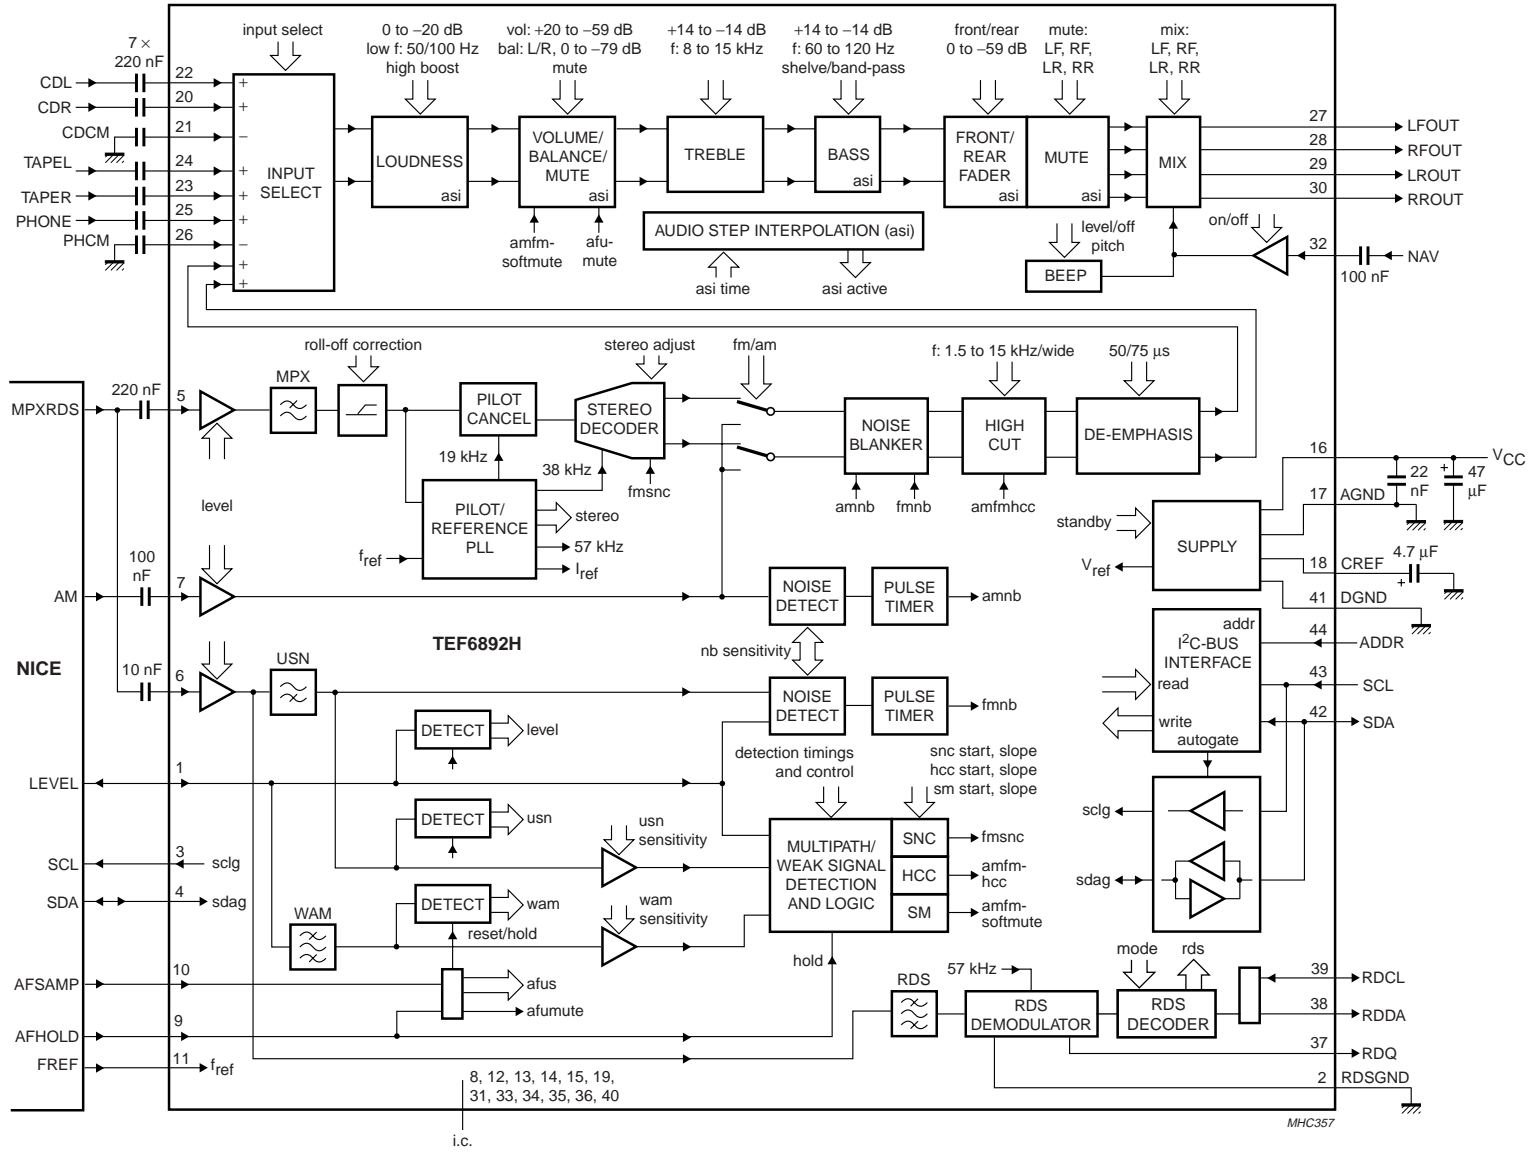 input select
0 to −20 dB
low f: 50/100 Hz
high boost
vol: +20 to −59 dB
bal: L/R, 0 to −79 dB
mute
+14 to −14 dB
f: 8 to 15 kHz
+14 to −14 dB
f: 60 to 120 Hz
shelve/band-pass
front/rear
0 to −59 dB
mute:
LF, RF,
LR, RR
mix:
LF, RF,
LR, RR
7 ×
220 nF
CDL
22
+
CDR
20
+
CDCM
21
−
TAPEL
24
+
TAPER
23
+
PHONE
25
+
PHCM
26
−
+
+
INPUT
SELECT
LOUDNESS
asi
VOLUME/
BALANCE/
MUTE
asi
TREBLE
BASS
asi
FRONT/
REAR
FADER
asi
MUTE
asi
MIX
27
LFOUT
28
RFOUT
29
LROUT
30
RROUT
amfm-
softmute
afu-
mute
AUDIO STEP INTERPOLATION (asi)
asi time
asi active
level/off
pitch
BEEP
on/off
32
NAV
100 nF
roll-off correction
stereo adjust
fm/am
f: 1.5 to 15 kHz/wide
50/75 µs
MPXRDS
220 nF
5
MPX
PILOT
CANCEL
STEREO
DECODER
NOISE
BLANKER
HIGH
CUT
DE-EMPHASIS
19 kHz
38 kHz
fmsnc
amnb
fmnb
amfmhcc
level
PILOT/
REFERENCE
PLL
stereo
57 kHz
fref
Iref
16
VCC
22
nF
+
47
µF
17
AGND
standby
SUPPLY
Vref
18
CREF
4.7 µF
+
41
DGND
100
nF
AM
7
NOISE
DETECT
PULSE
TIMER
amnb
NICE
TEF6892H
nb sensitivity
10 nF
6
USN
NOISE
DETECT
PULSE
TIMER
fmnb
addr
I2C-BUS
INTERFACE
read
write
autogate
44
ADDR
43
SCL
42
SDA
DETECT
level
detection timings
and control
snc start, slope
hcc start, slope
sm start, slope
LEVEL
1
DETECT
usn
usn
sensitivity
MULTIPATH/
WEAK SIGNAL
DETECTION
AND LOGIC
SNC
fmsnc
HCC
amfm-
hcc
SM
amfm-
softmute
sclg
sdag
SCL
3
sclg
SDA
4
sdag
WAM
DETECT
wam
reset/hold
wam
sensitivity
hold
AFSAMP
10
afus
afumute
AFHOLD
9
FREF
11
fref
RDS
57 kHz
RDS
DEMODULATOR
mode
rds
RDS
DECODER
39
RDCL
38
RDDA
37
RDQ
2
RDSGND
8, 12, 13, 14, 15, 19,
31, 33, 34, 35, 36, 40
i.c.
MHC357